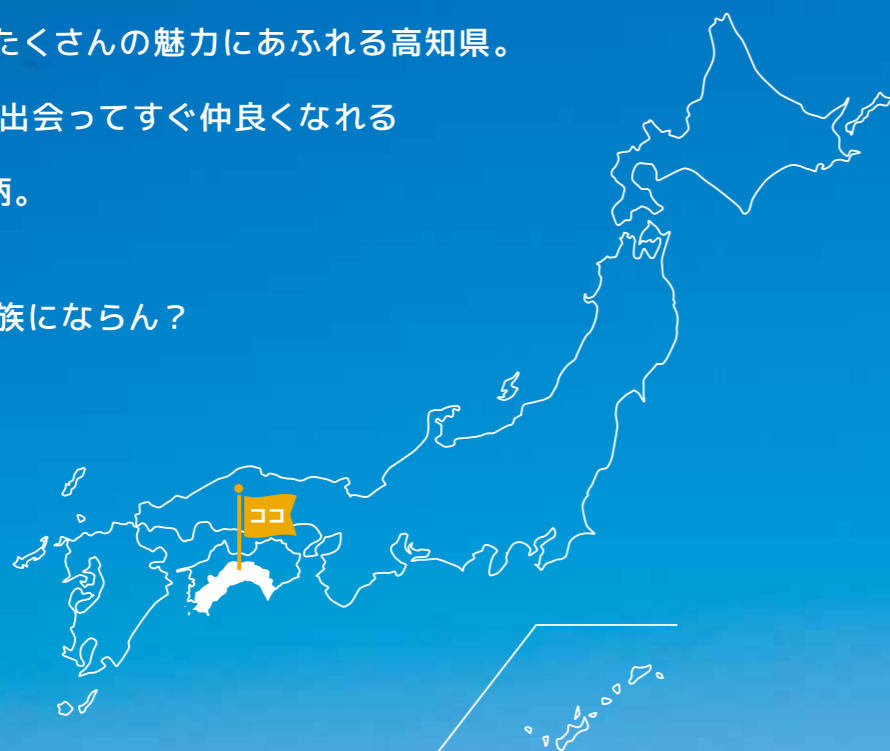 たくさんの魅力にあふれる高知県。
出会ってすぐ仲良くなれる
柄。
族にならん？
ココ